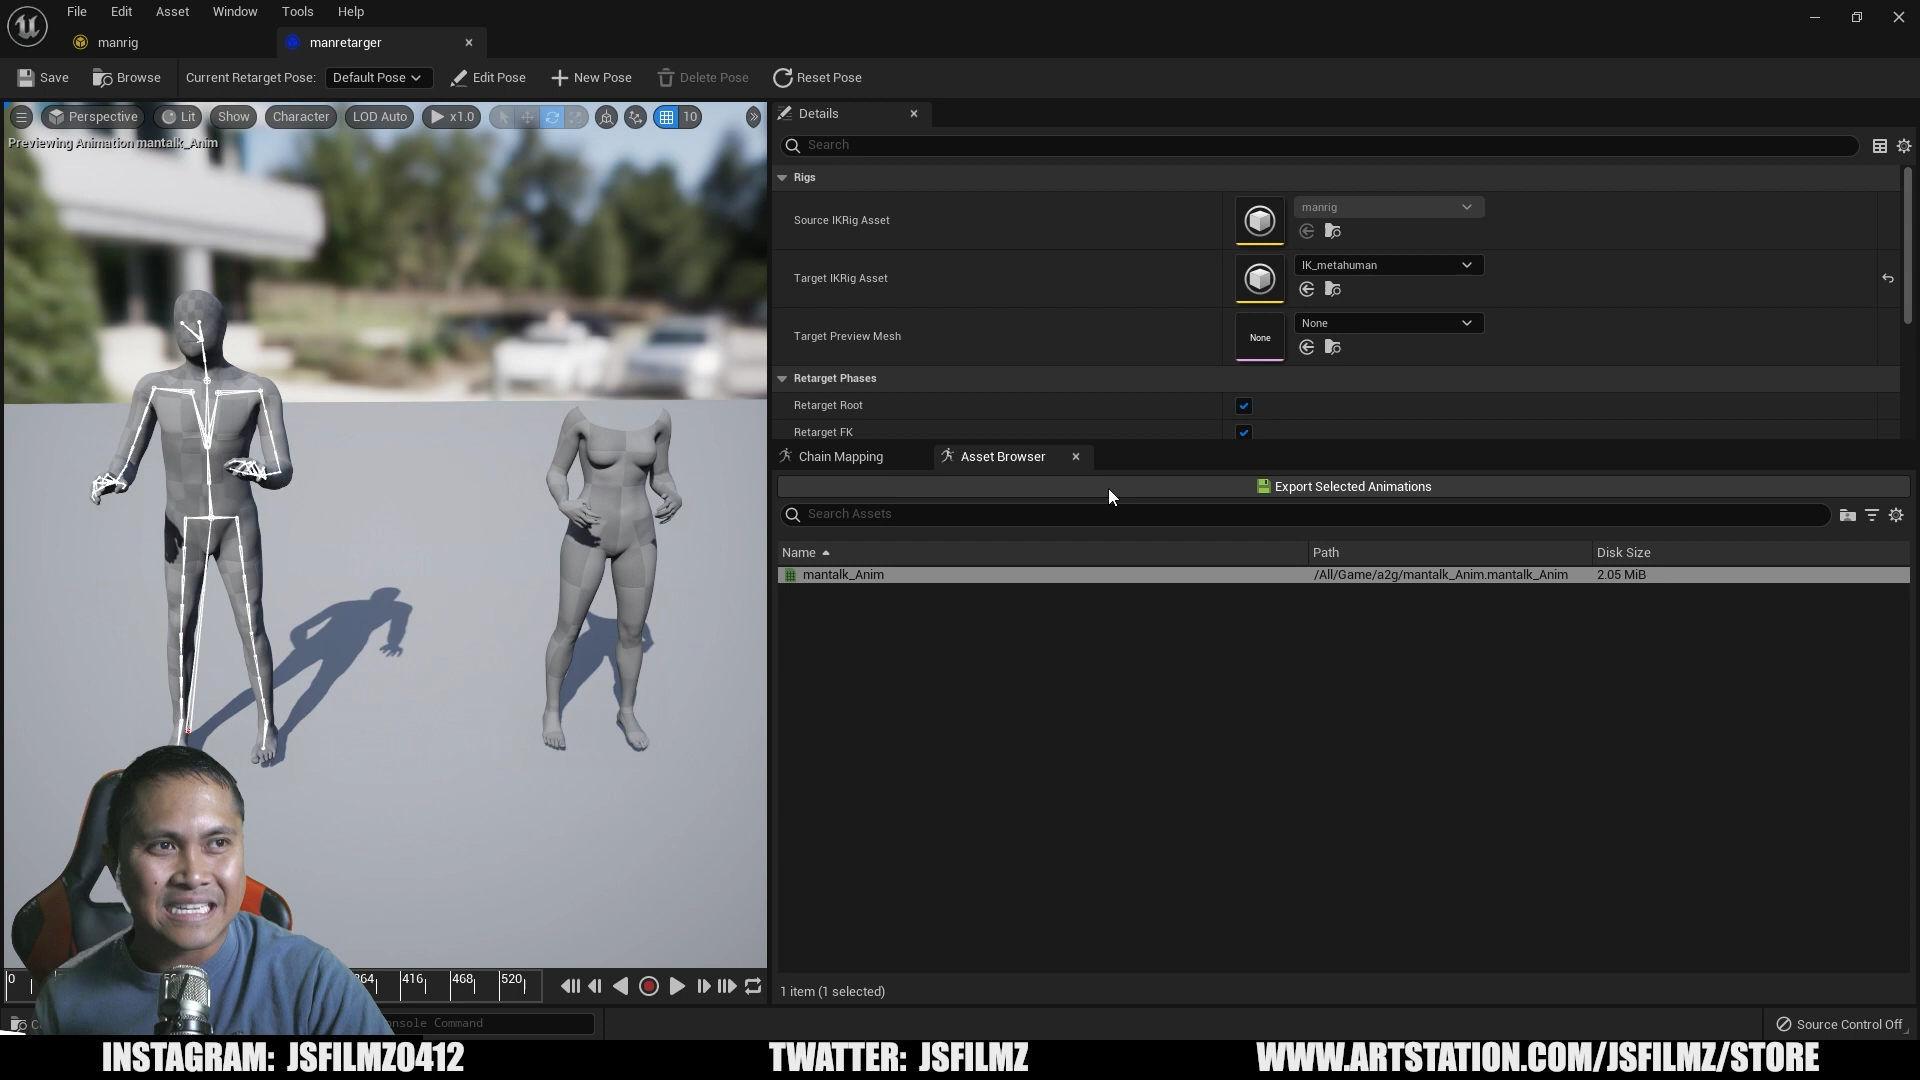 File Edit Asset Window Tools Help
manrig
manretarger
Save Browse Current Retarget Pose: Default Pose Edit Pose New Pose Delete Pose Reset Pose
Perspective Lit Show Character LOD Auto x1.0 10
Previewing Animation mantalk_Anim
Details
Search
Rigs
Source IKRig Asset
manrig
Target IKRig Asset
IK_metahuman
Target Preview Mesh
None
None
Retarget Phases
Retarget Root
Retarget FK
Chain Mapping
Asset Browser
Export Selected Animations
Search Assets
Name Path Disk Size
mantalk_Anim /All/Game/a2g/mantalk_Anim.mantalk_Anim 2.05 MiB
1 item (1 selected)
0 416 468 520
Console Command
Source Control Off
INSTAGRAM: JSFILMZ0412 TWATTER: JSFILMZ WWW.ARTSTATION.COM/JSFILMZ/STORE